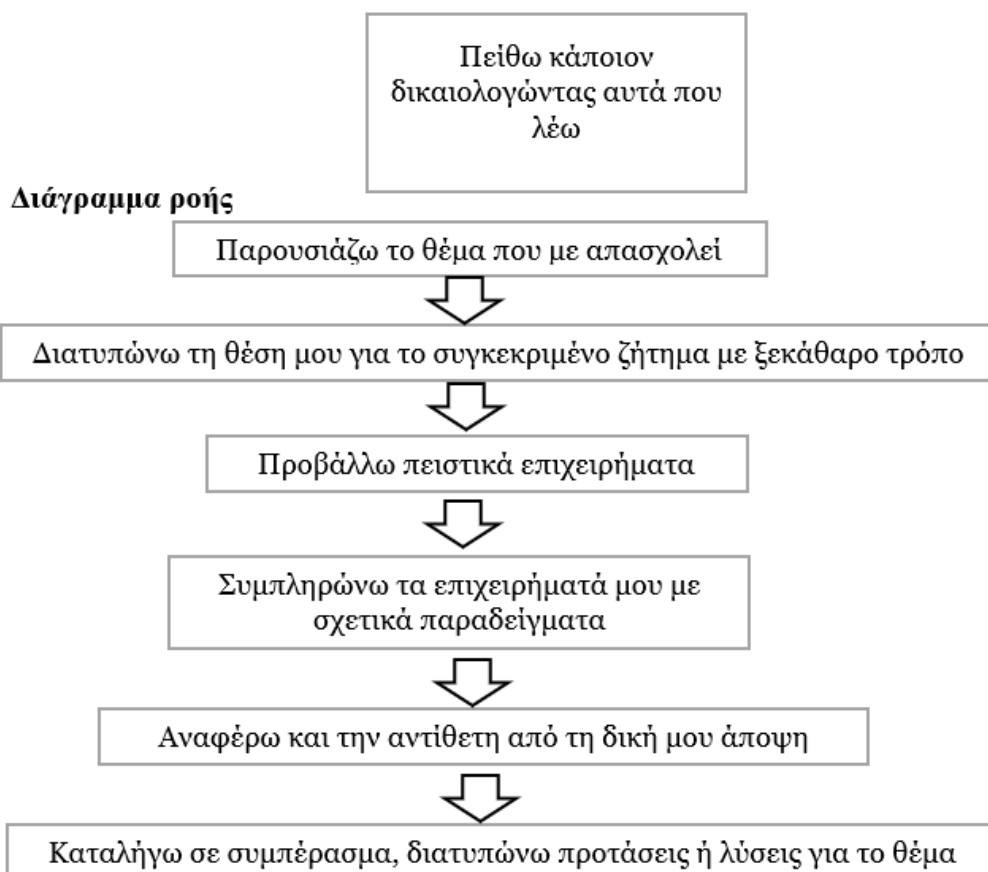 Πείθω κάποιον
δικαιολογώντας αυτά που
λέω
Διάγραμμα ροής
Παρουσιάζω το θέμα που με απασχολεί
Διατυπώνω τη θέση μου για το συγκεκριμένο ζήτημα με ξεκάθαρο τρόπο
Προβάλλω πειστικά επιχειρήματα
Συμπληρώνω τα επιχειρήματά μου με
σχετικά παραδείγματα
Αναφέρω και την αντίθετη από τη δική μου άποψη
Καταλήγω σε συμπέρασμα, διατυπώνω προτάσεις ή λύσεις για το θέμα